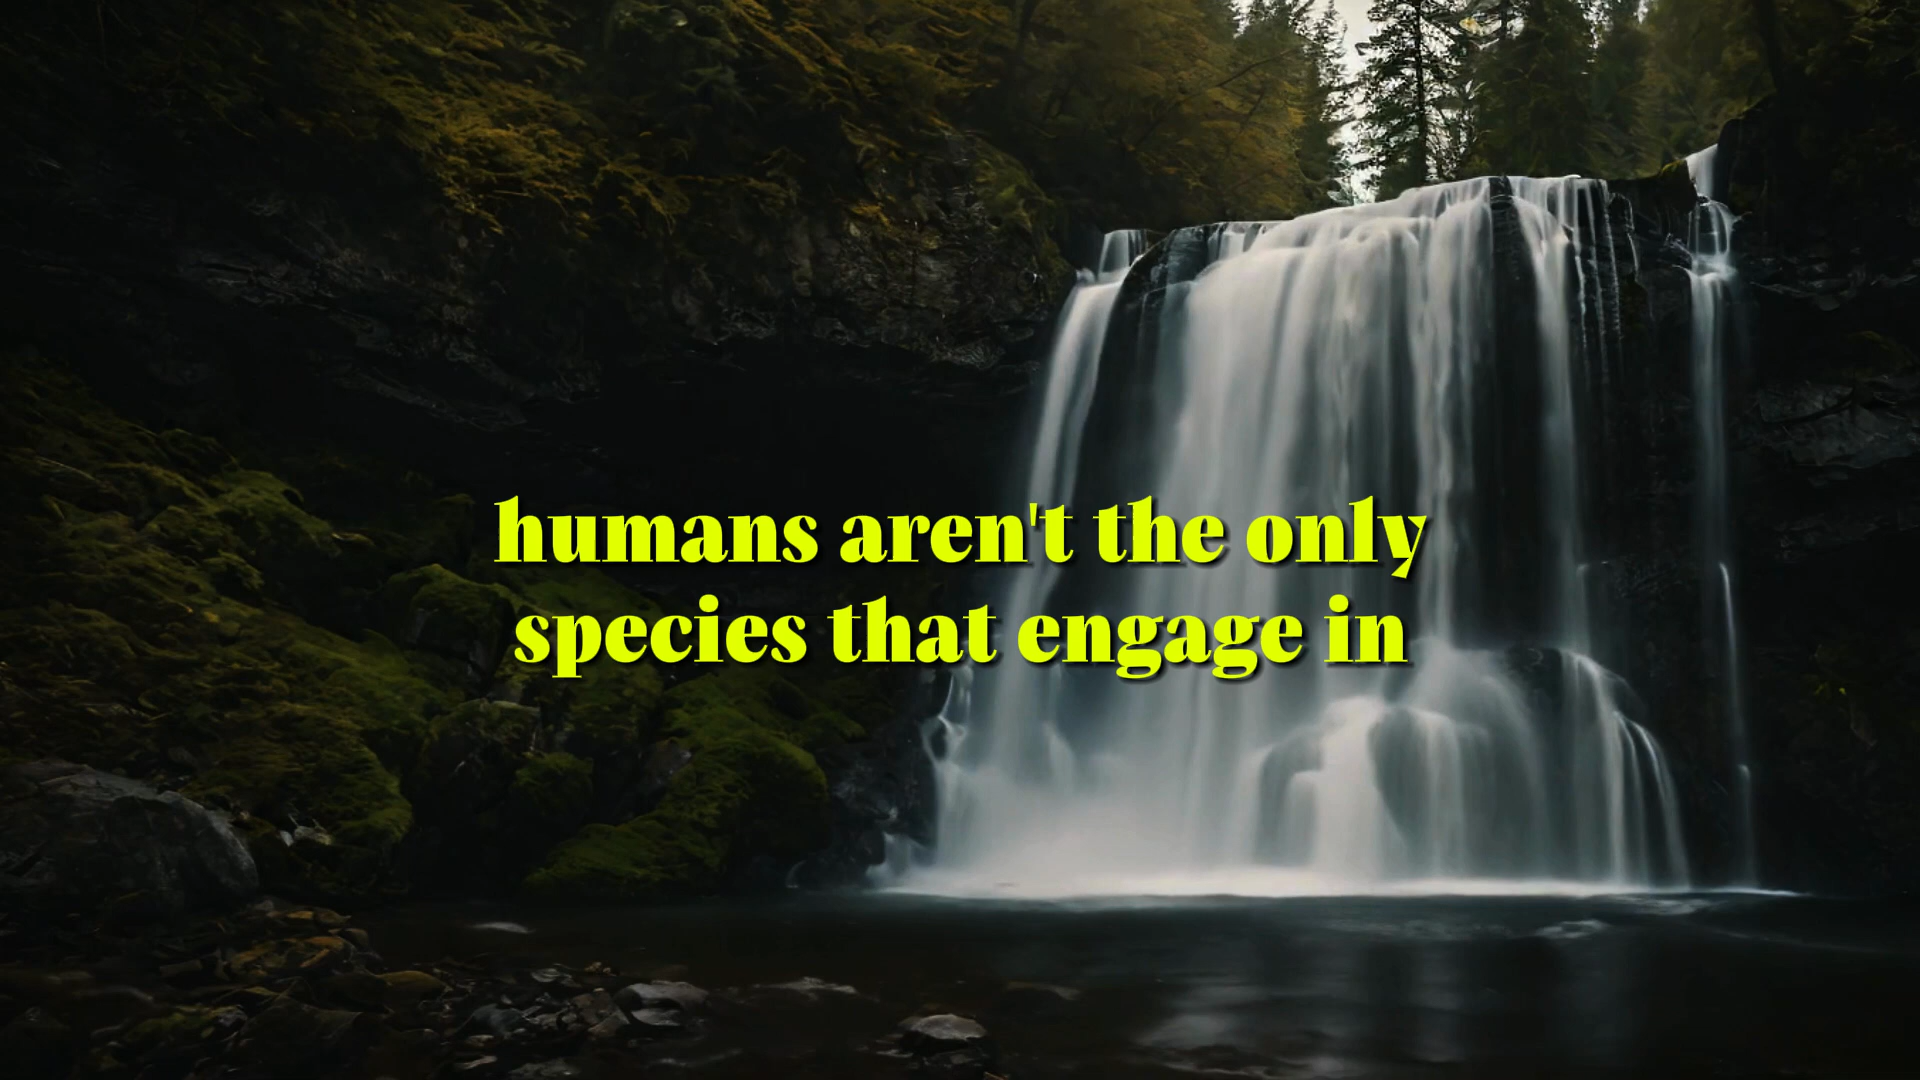 humans aren't the only
species that engage in